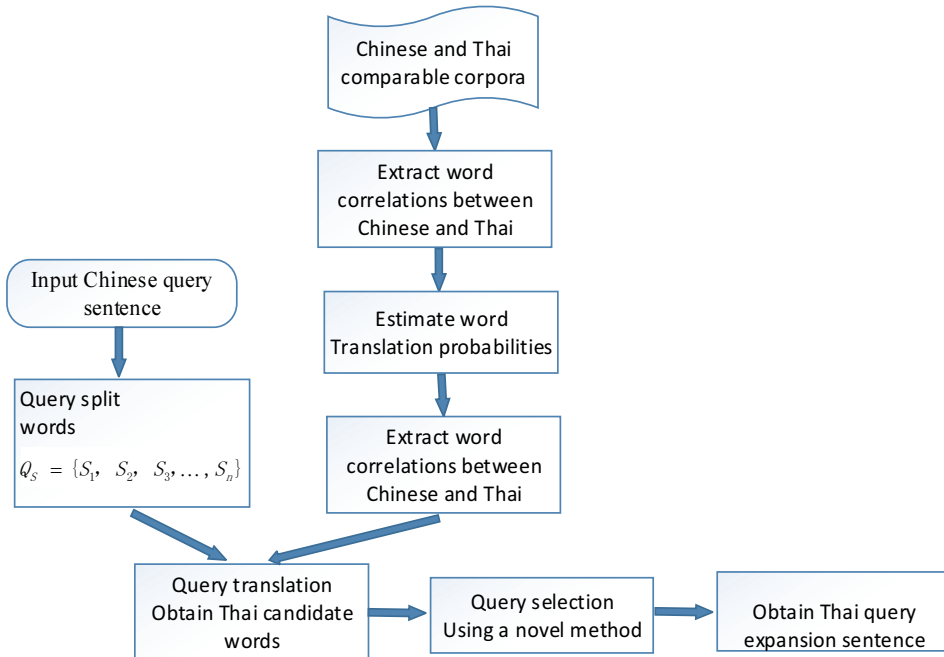 Chinese and Thai
comparable corpora
Extract word
correlations between
Chinese and Thai
Input Chinese query
sentence
Estimate word
Translation probabilities
Query split
words
Q_S = {S_1, S_2, S_3,..., S_n}
Extract word
correlations between
Chinese and Thai
Query translation
Obtain Thai candidate
words
Query selection
Using a novel method
Obtain Thai query
expansion sentence